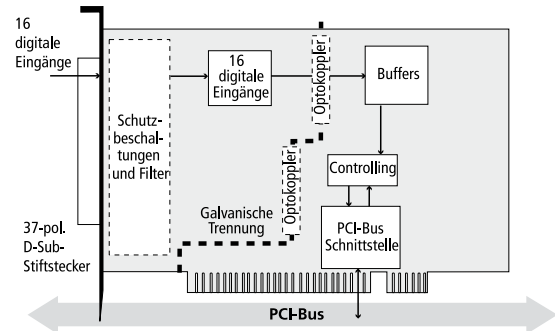 16
digitale
Eingänge
16
digitale
Eingänge
Optokoppler
Buffers
Schutz-
beschal-
tungen
und Filter
Optokoppler
Controlling
Galvanische
Trennung
PCI-Bus
Schnittstelle
37-pol.
D-Sub-
Stiftstecker
PCI-Bus